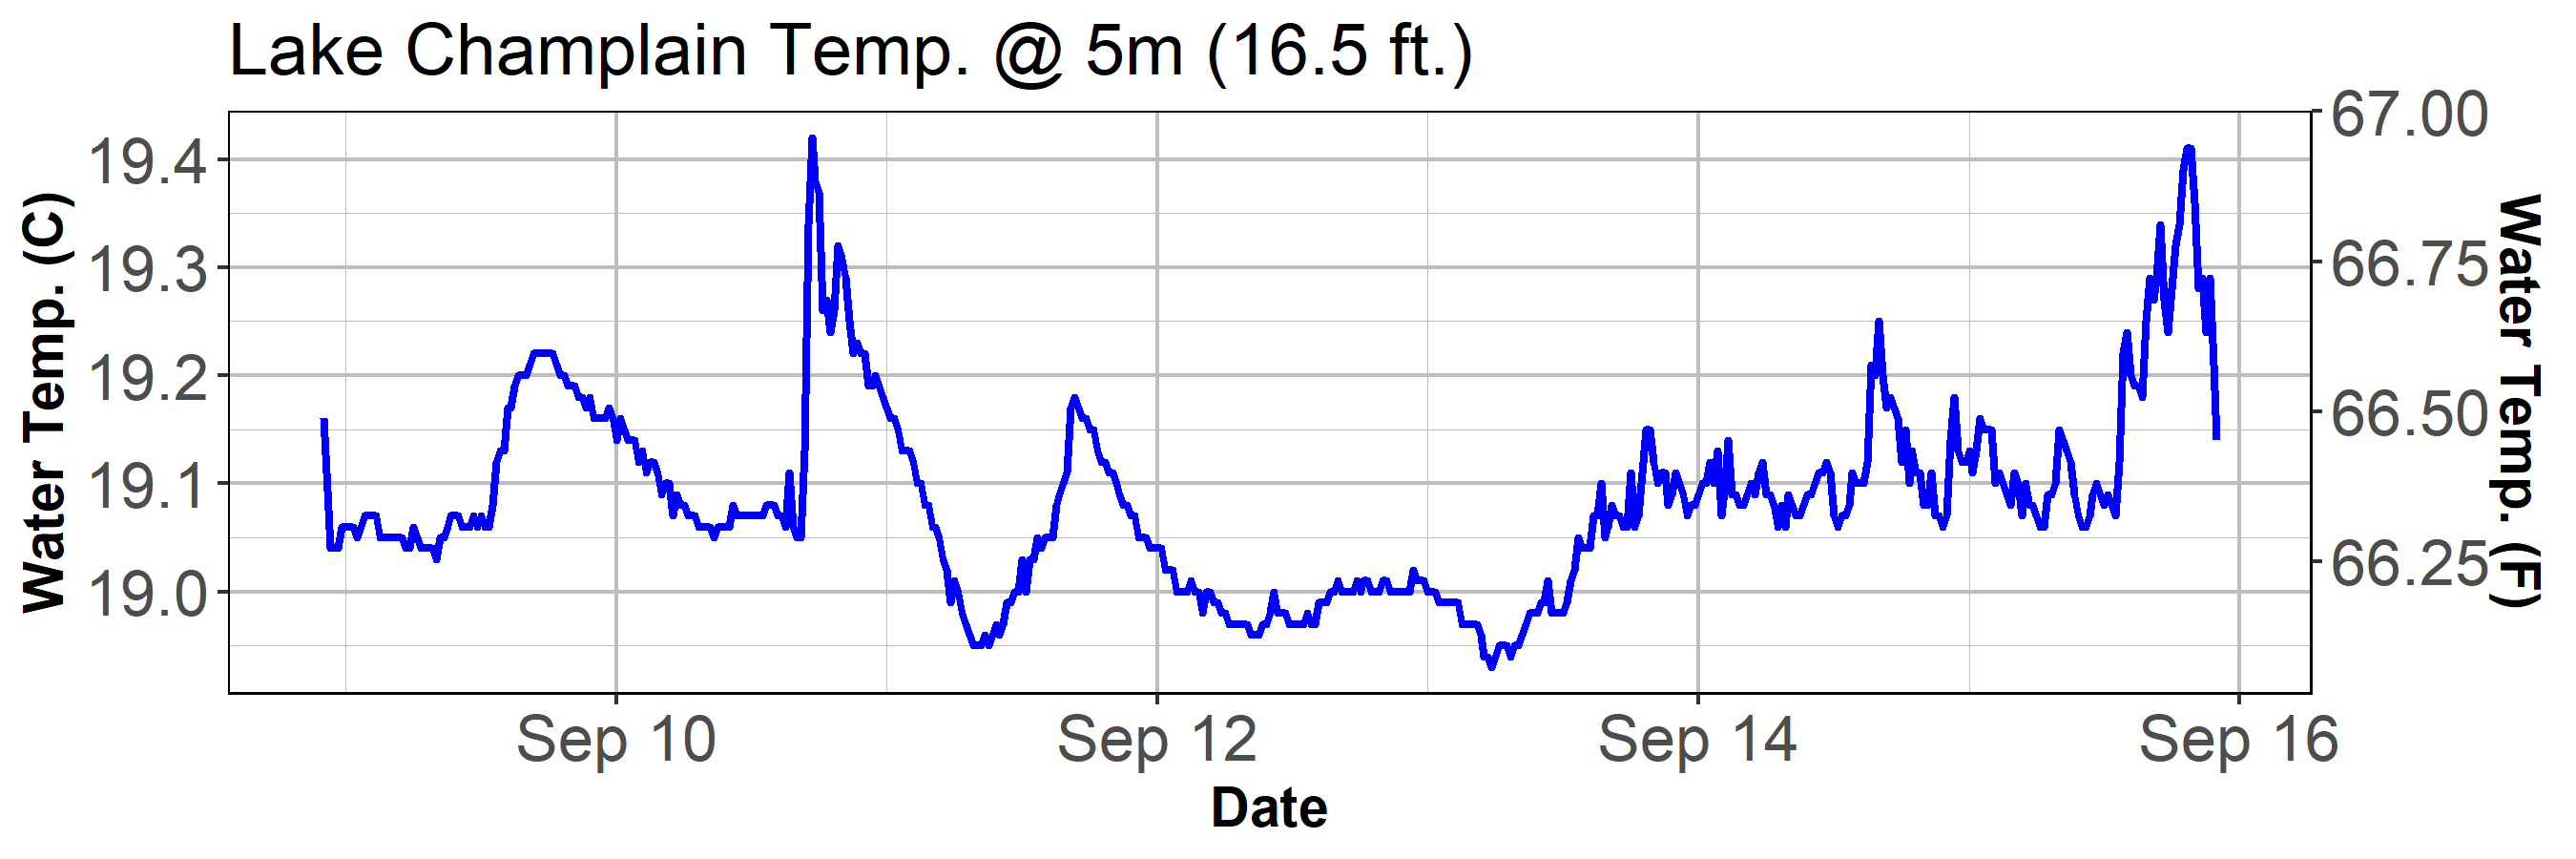 Lake Champlain Temp. @ 5m (16.5 ft.)
Water Temp. (C)
19.4
19.3
19.2
19.1
19.0
67.00
66.75
66.50
66.25
Water Temp. (F)
Sep 10
Sep 12
Sep 14
Sep 16
Date